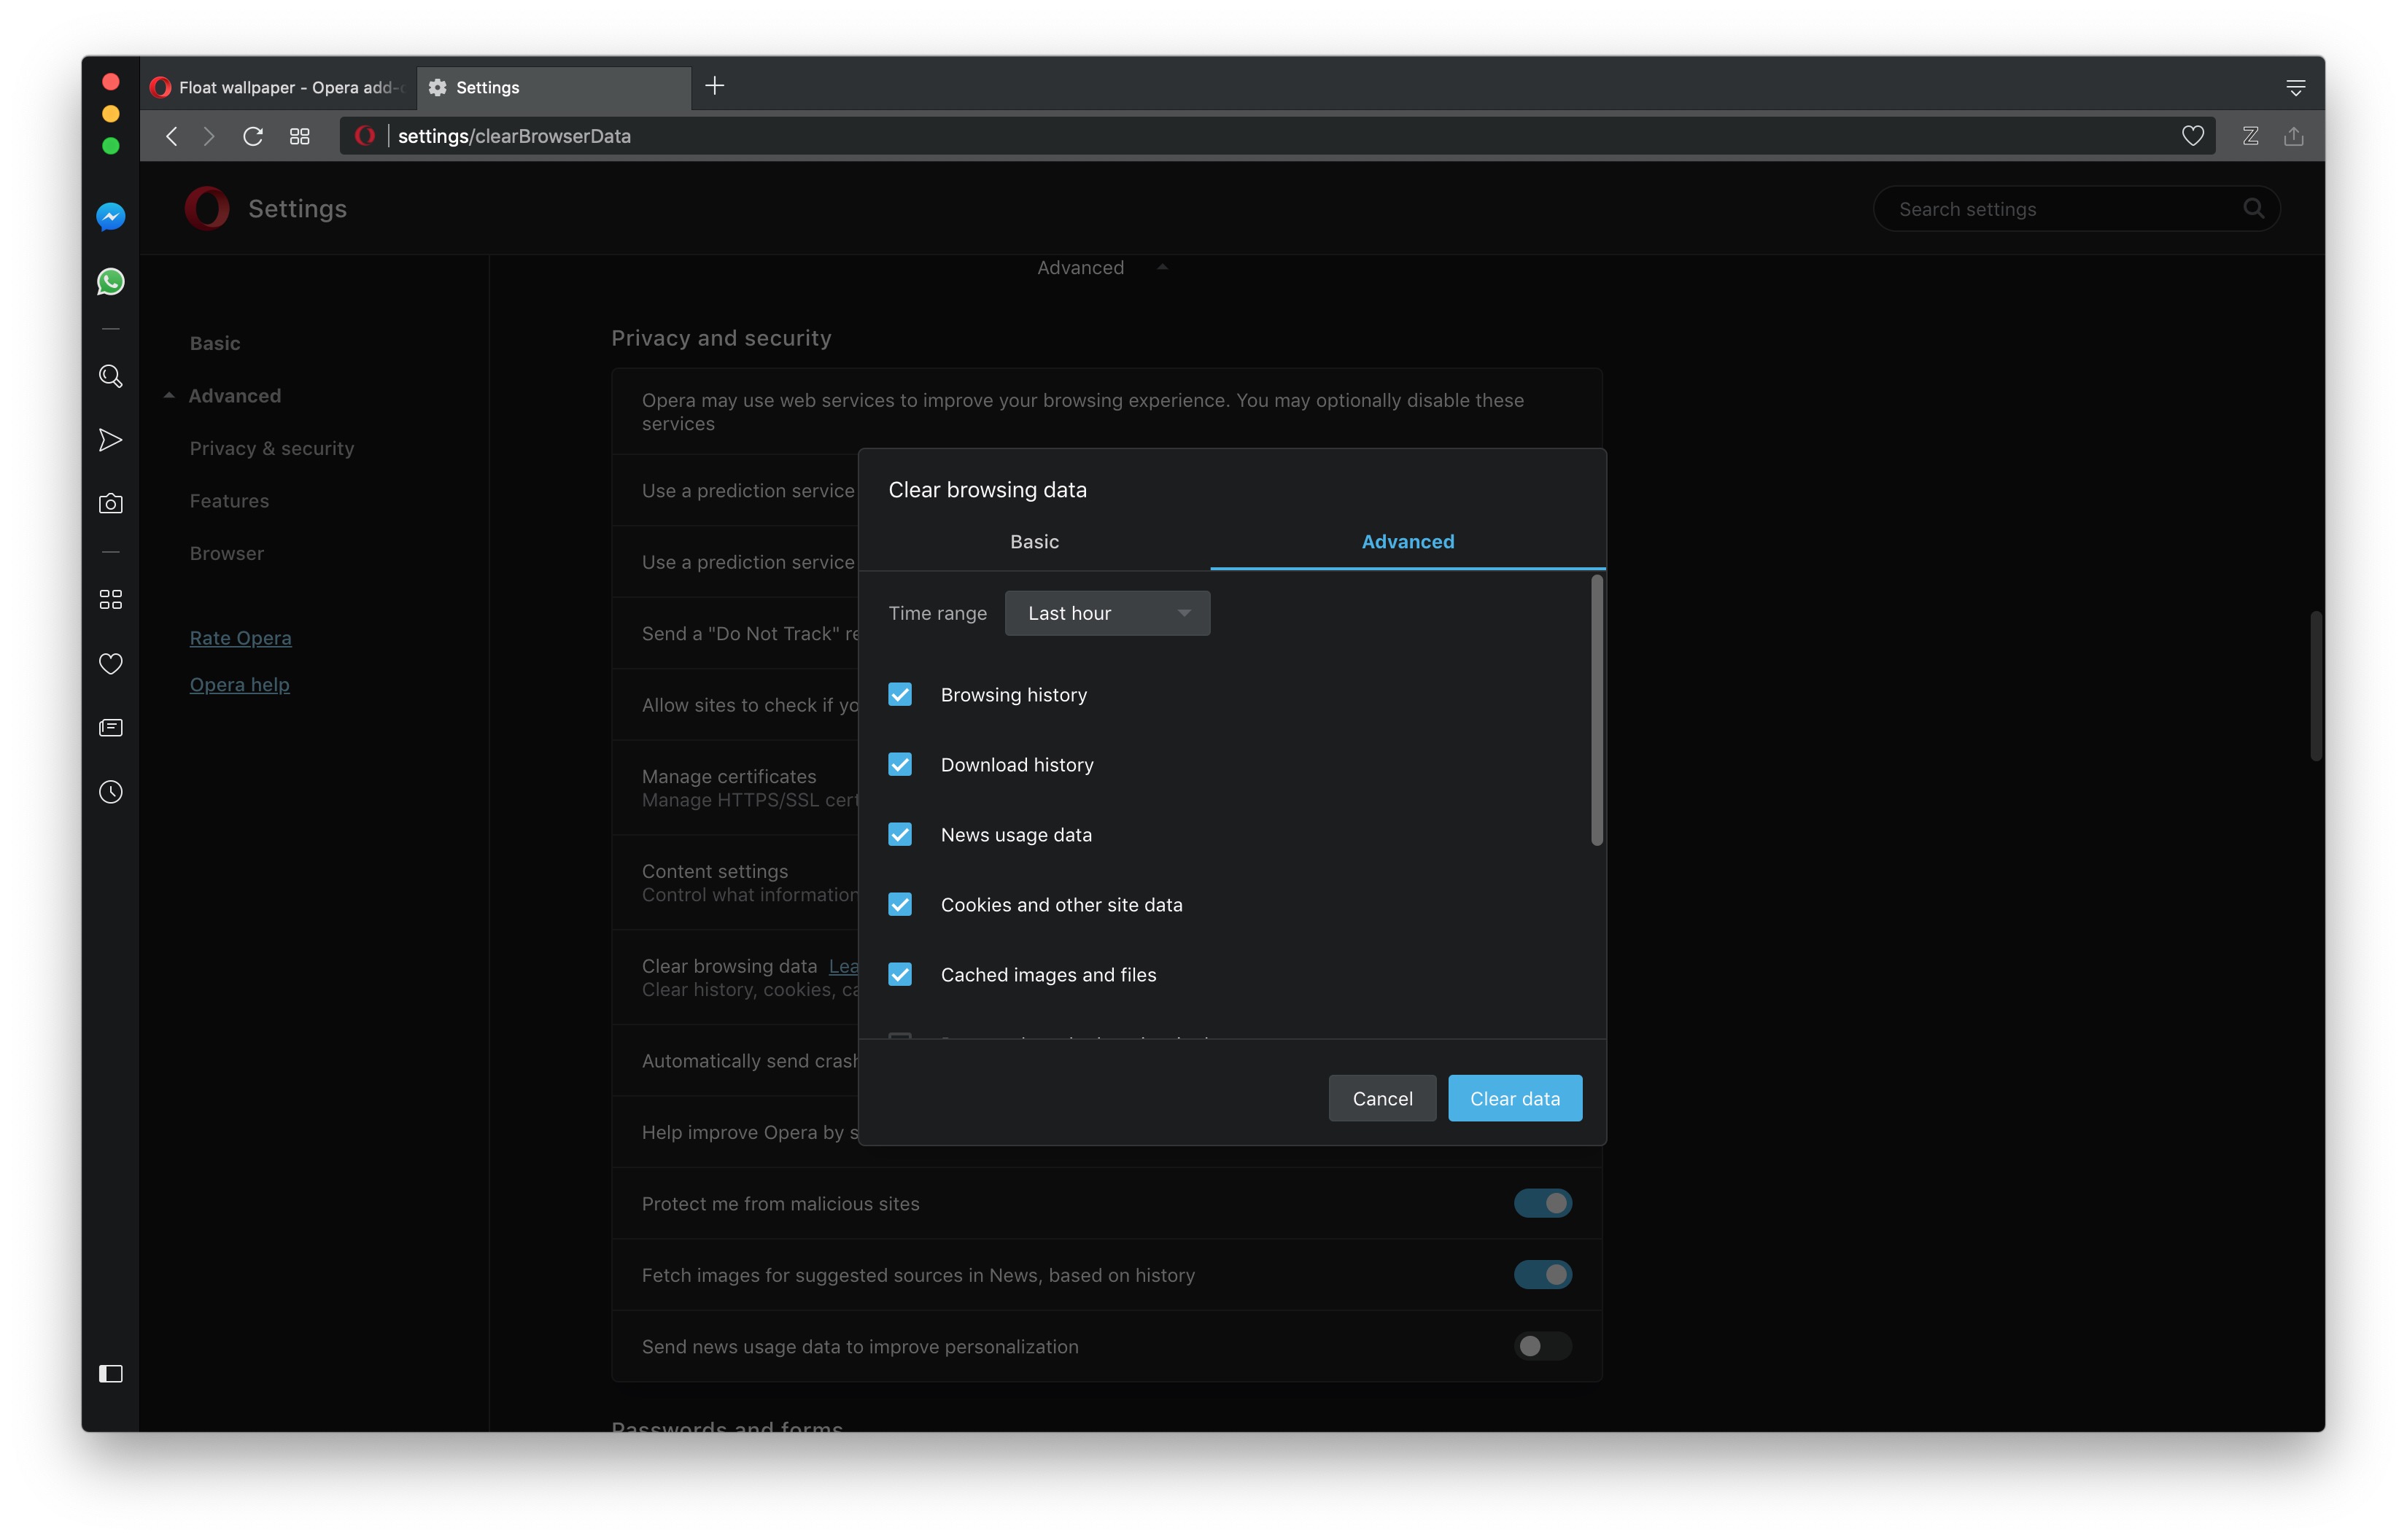 Float wallpaper - Opera add-
Settings
settings/clearBrowserData
Settings
Search settings
Advanced
Basic
Advanced
Privacy & security
Features
Browser
Rate Opera
Opera help
Privacy and security
Opera may use web services to improve your browsing experience. You may optionally disable these
services
Use a prediction service
Use a prediction service
Send a "Do Not Track" re
Allow sites to check if yo
Manage certificates
Manage HTTPS/SSL cert
Content settings
Control what information
Clear browsing data Lea
Clear history, cookies, ca
Automatically send crash
Help improve Opera by s
Protect me from malicious sites
Fetch images for suggested sources in News, based on history
Send news usage data to improve personalization
Passwords and forms
Clear browsing data
Basic
Advanced
Time range
Last hour
Browsing history
Download history
News usage data
Cookies and other site data
Cached images and files
Cancel
Clear data